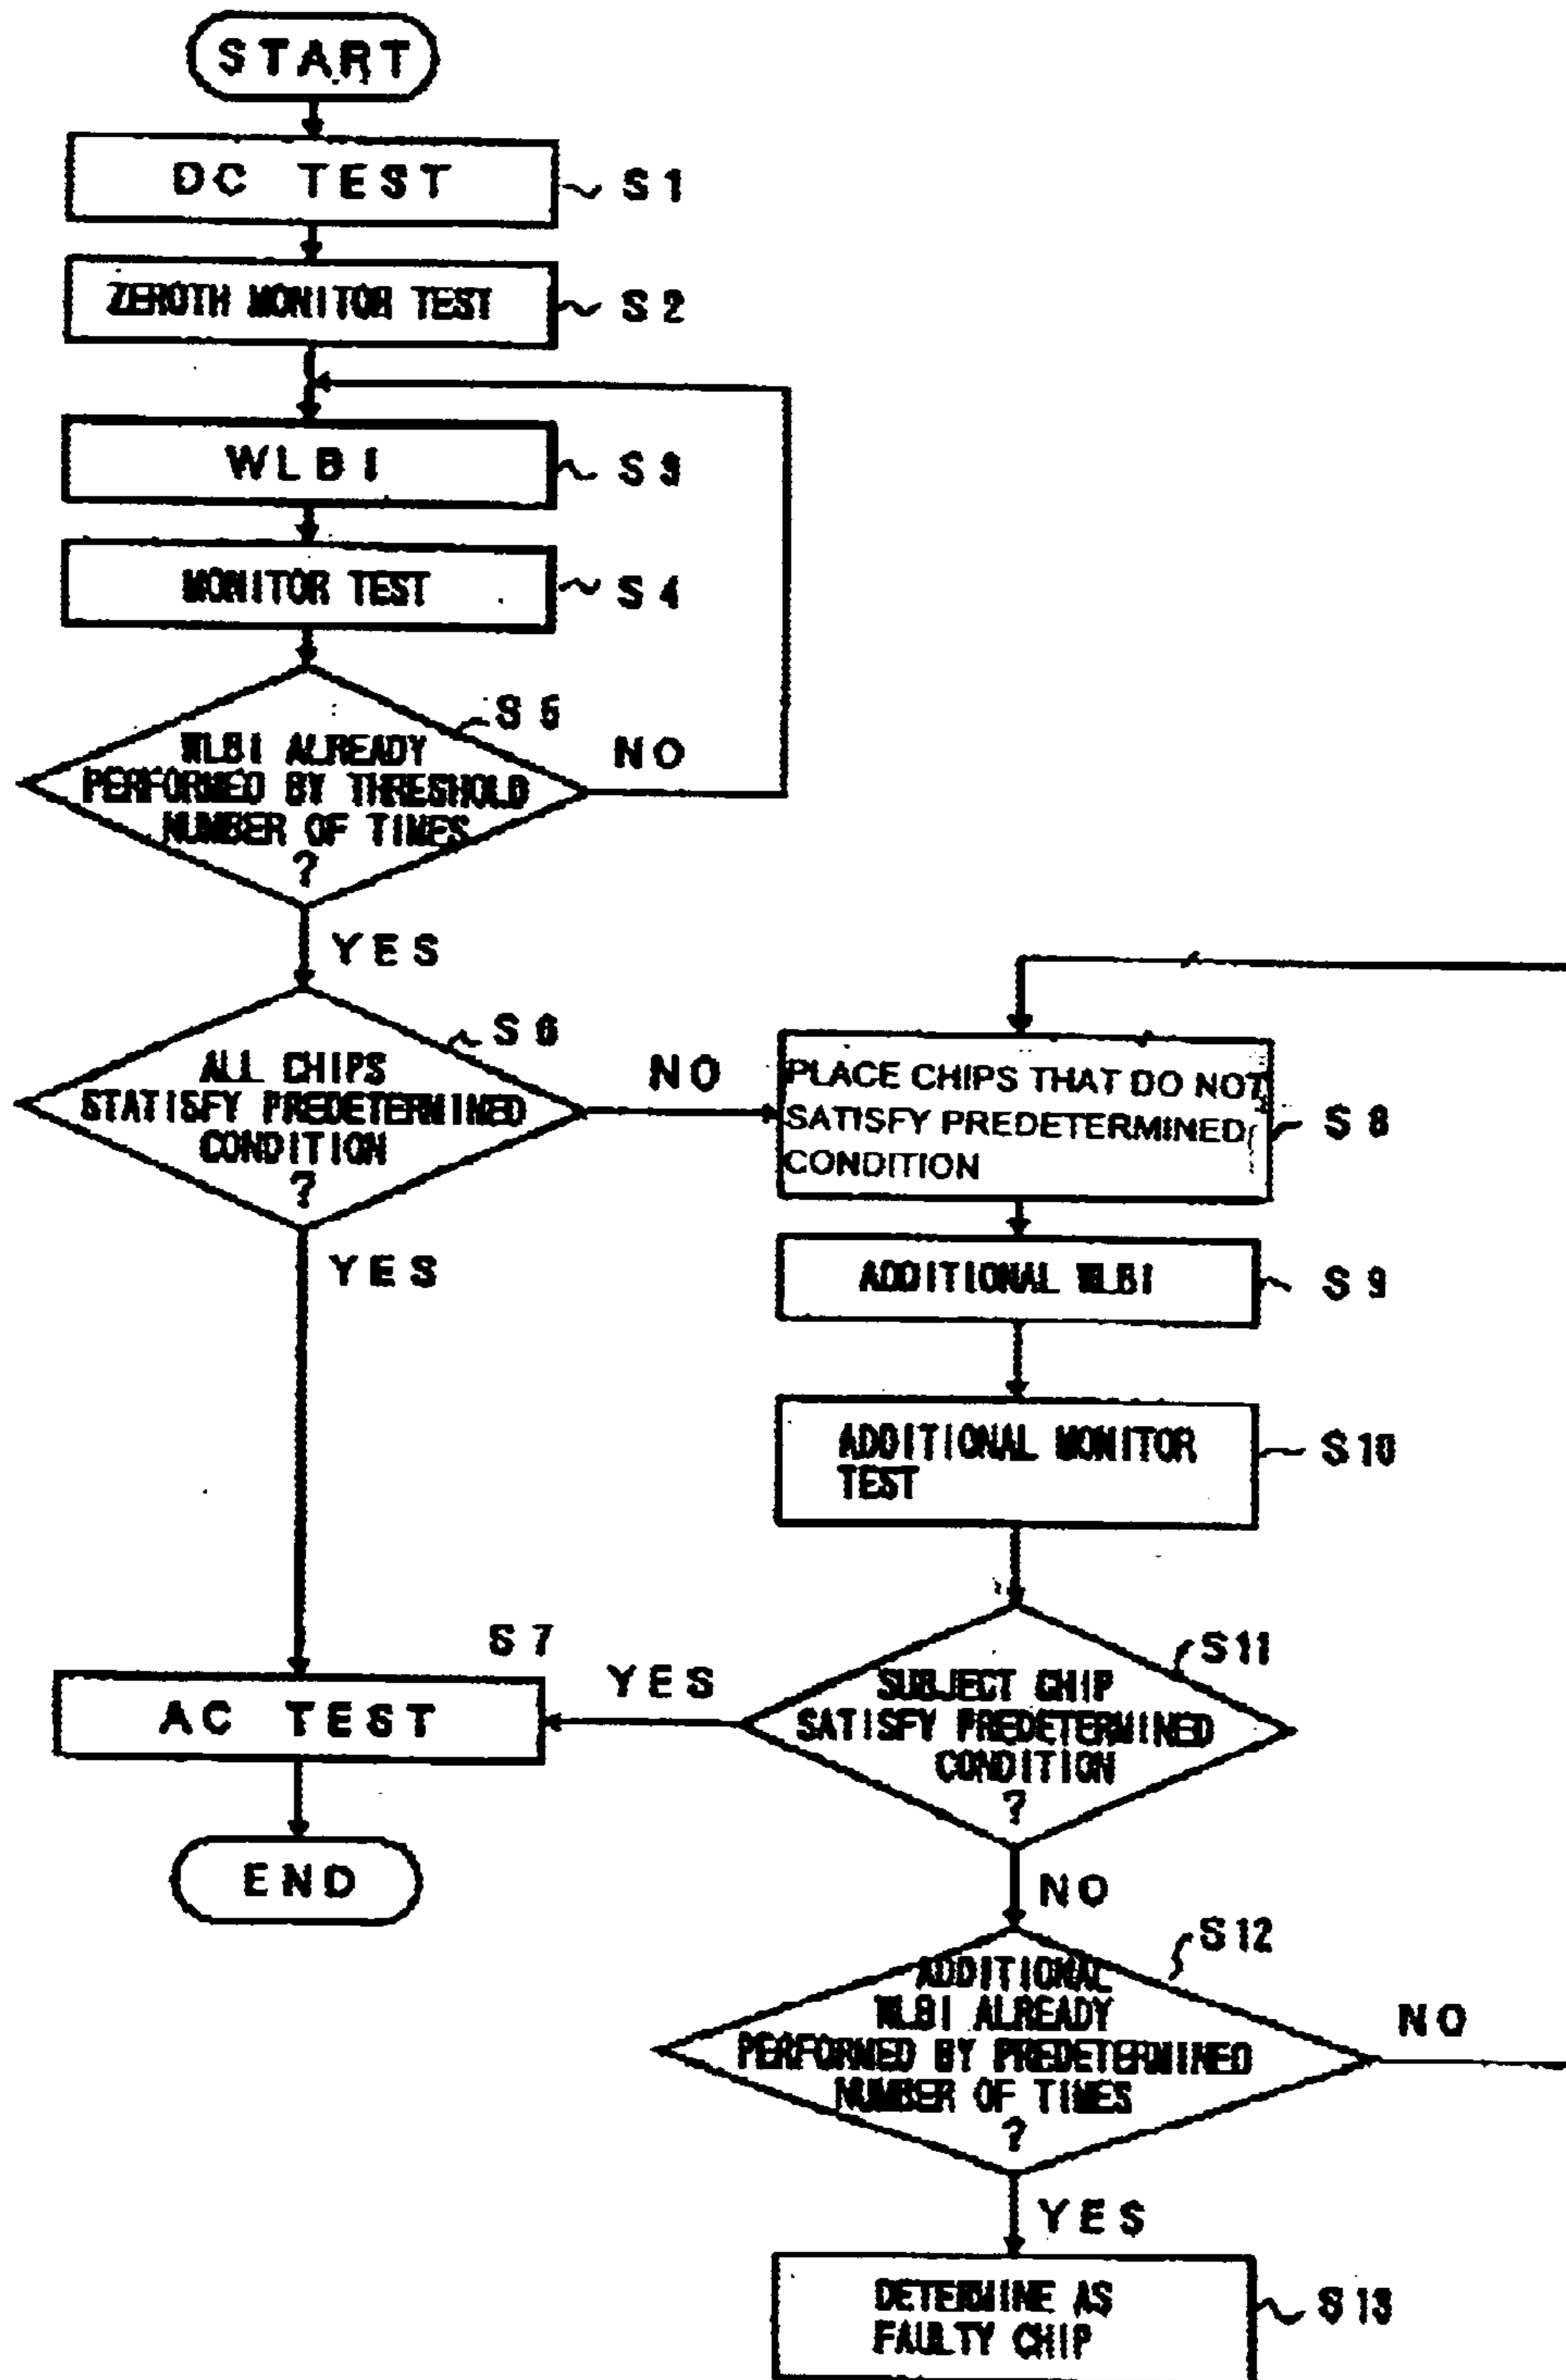 START
DC TEST
S1
ZEROTH MONITOR TEST
S2
WLBI
S3
MONITOR TEST
S4
S5
WLBI ALREADY
PERFORMED BY THRESHOLD
NUMBER OF TIMES
?
NO
YES
S6
ALL CHIPS
STATISFY PREDETERMINED
CONDITION
?
NO
YES
PLACE CHIPS THAT DO NOT
SATISFY PREDETERMINED
CONDITION
S8
ADDITIONAL WLBI
S9
ADDITIONAL MONITOR
TEST
S10
S7
AC TEST
YES
S11
SUBJECT CHIP
SATISFY PREDETERMINED
CONDITION
?
END
NO
S12
ADDITIONAL
WLBI ALREADY
PERFORMED BY PREDETERMINED
NUMBER OF TIMES
?
NO
YES
DETERMINE AS
FAULTY CHIP
S13